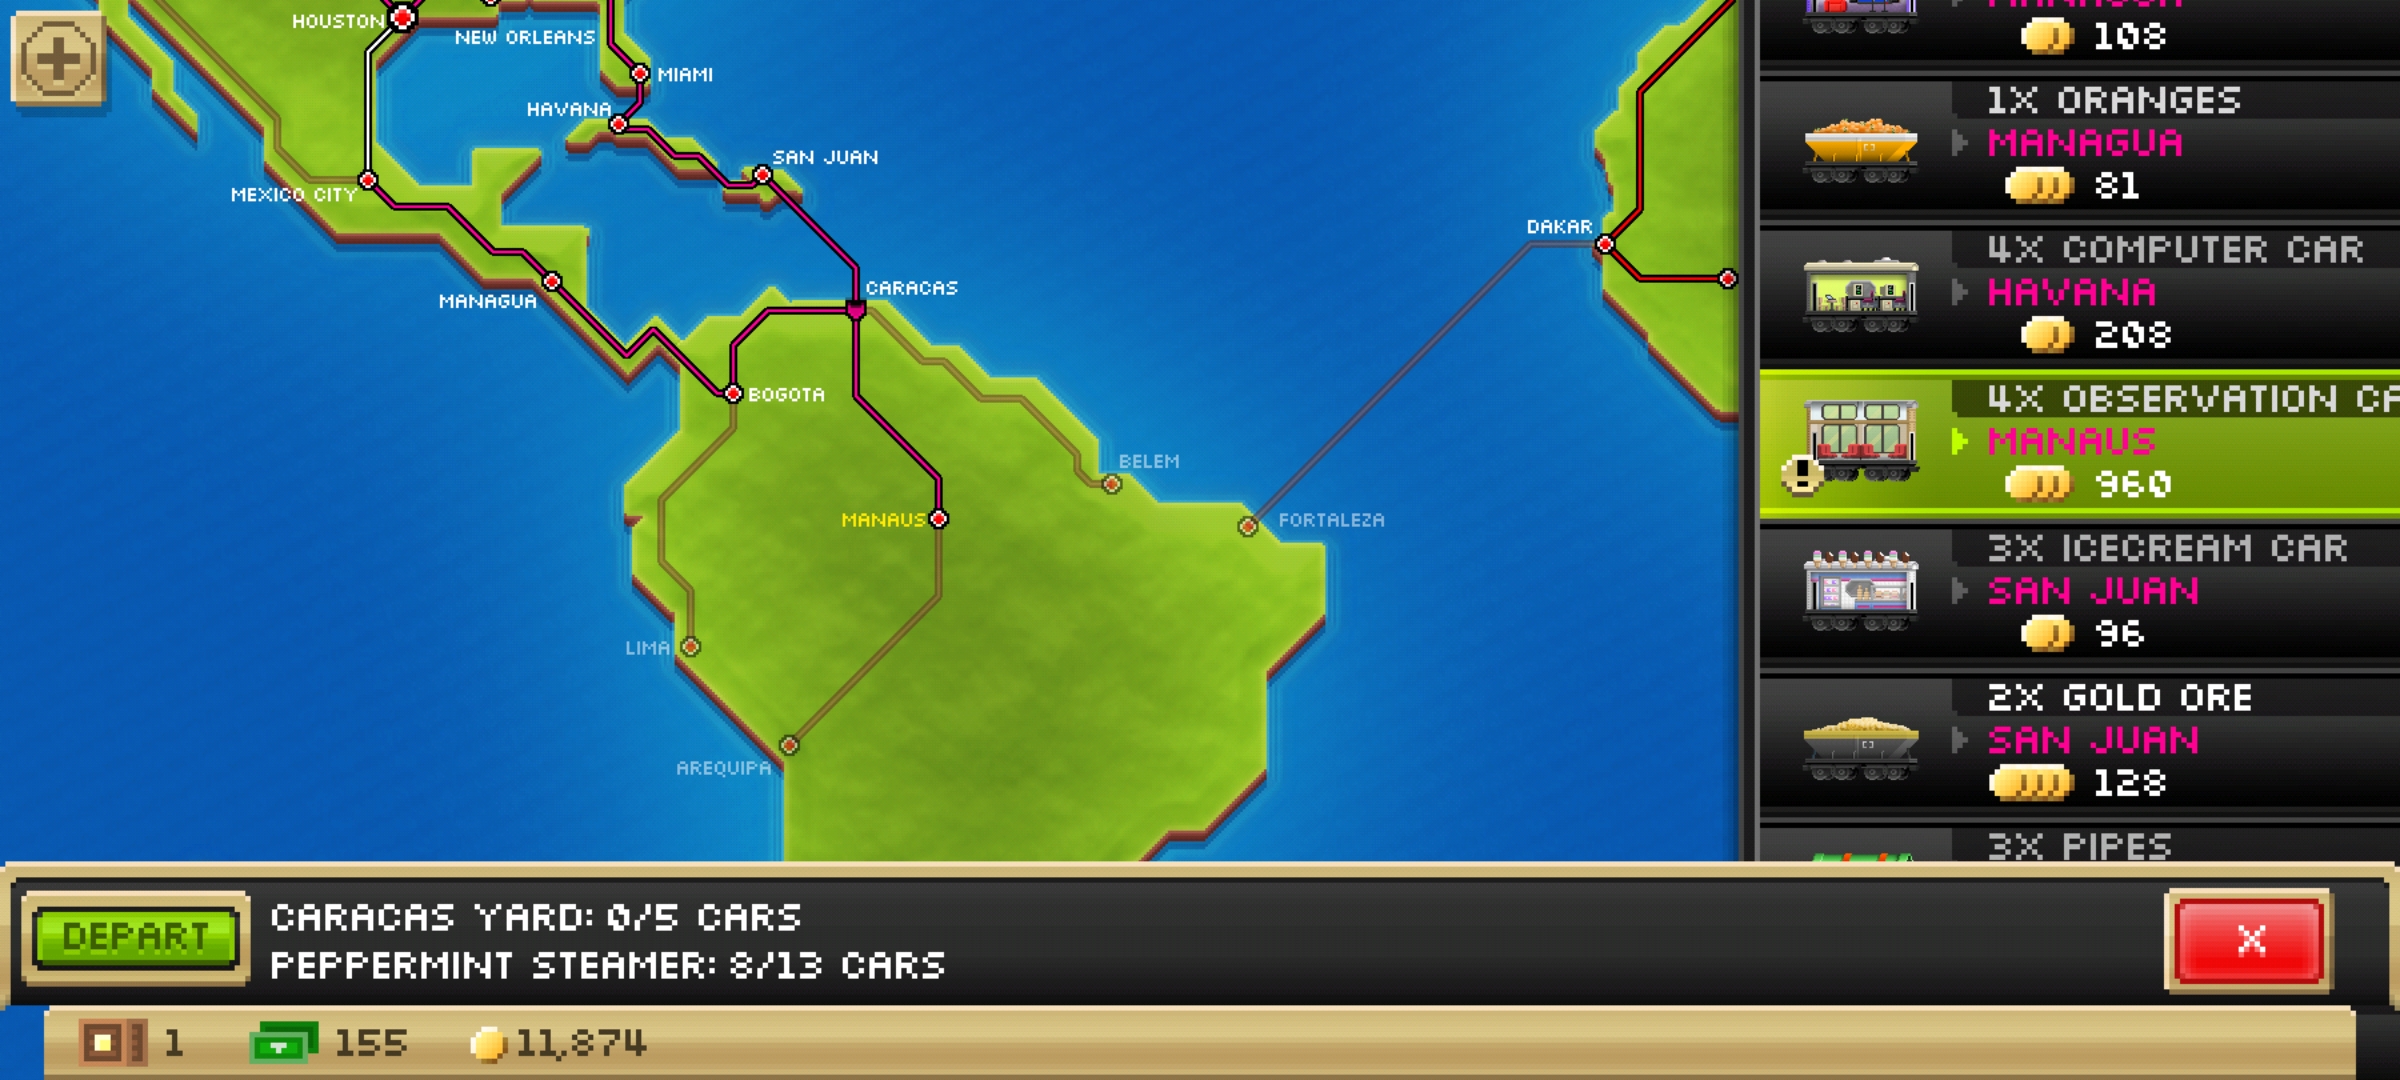 HOUSTON
NEW ORLEANS
MIAMI
HAVANA
SAN JUAN
MEXICO CITY
DAKAR
CARACAS
MANAGUA
BOGOTA
BELEM
MANAUS
FORTALEZA
LIMA
AREQUIPA
MANAGUA
108
1X ORANGES
MANAGUA
81
4X COMPUTER CAR
HAVANA
208
4X OBSERVATION CA
MANAUS
960
3X ICECREAM CAR
SAN JUAN
96
2X GOLD ORE
SAN JUAN
128
3X PIPES
DEPART
CARACAS YARD: 0/5 CARS
PEPPERMINT STEAMER: 8/13 CARS
X
1
155
11,874